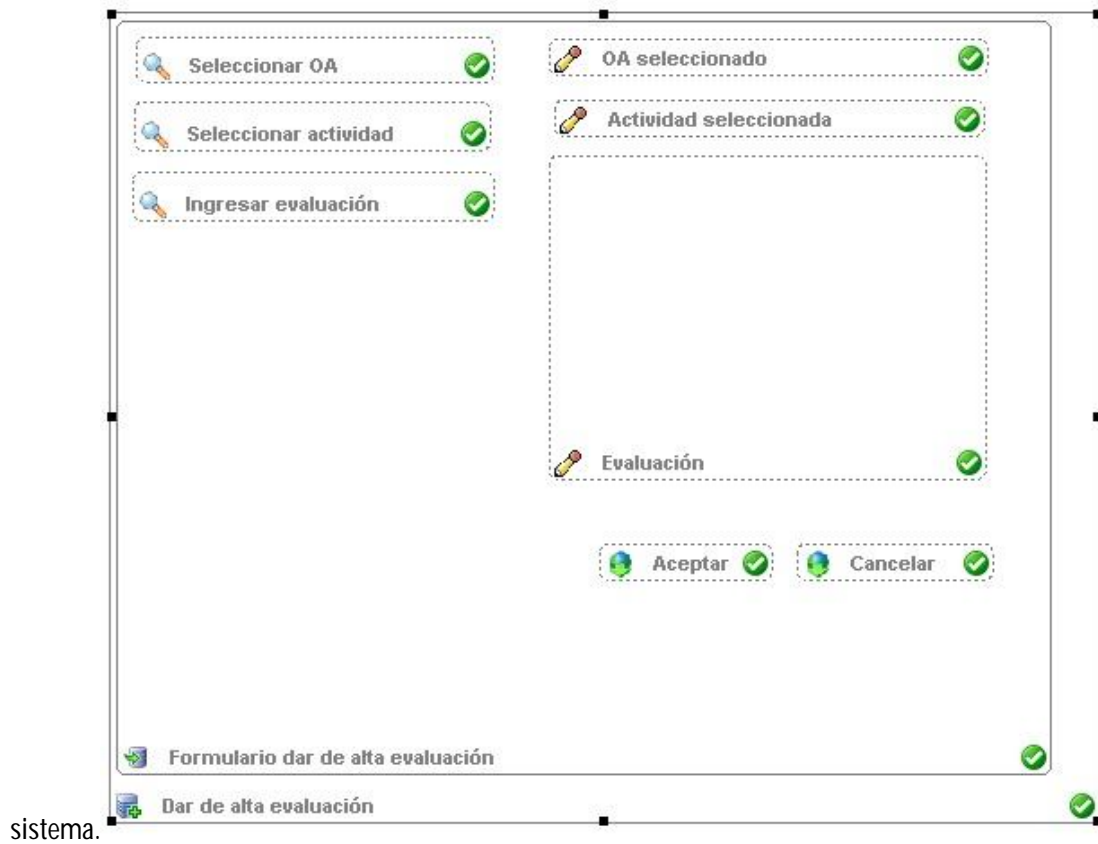 Seleccionar OA
Seleccionar actividad
Ingresar evaluación
OA seleccionado
Actividad seleccionada
Evaluación
Aceptar
Cancelar
Formulario dar de alta evaluación
Dar de alta evaluación
sistema.